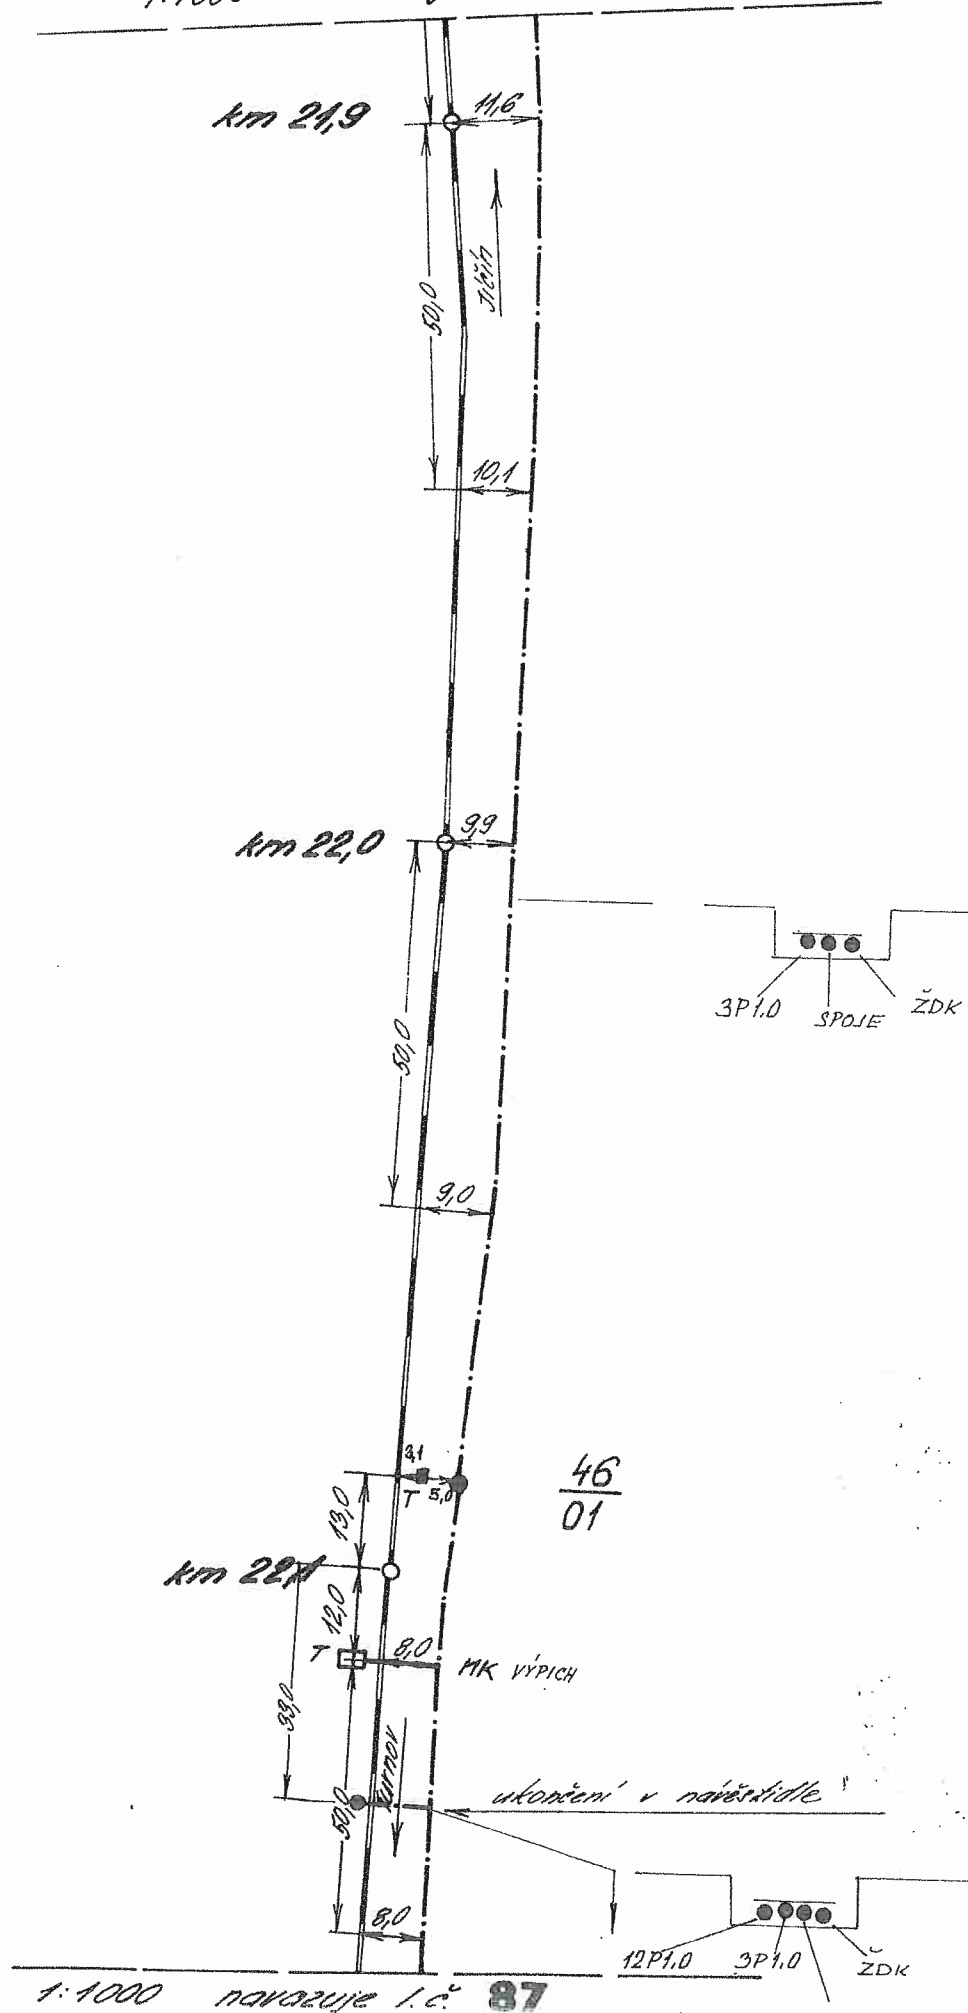 km 21,9
11,6
Jičín
50,0
10,1
km 22,0
9,9
3P1.0 SPOJE ŽDK
50,0
9,0
3,1
T 5,0
46
01
13,0
km 22,1
12,0
T
8,0
MK VÝPICH
33,0
Turnov
ukončení v návěstidle
50,0
8,0
12P1.0 3P1.0 ŽDK
1:1000 navazuje l.č. 87